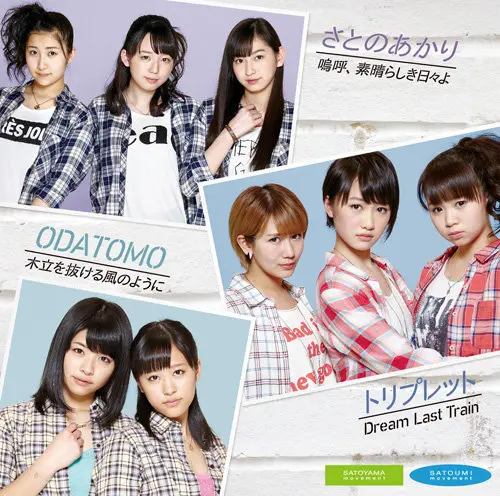 さとのあかり
嗚呼、素晴らしき日々よ
ODATOMO
木立を抜ける風のように
トリプレット
Dream Last Train
SATOYAMA
movement
SATOUMI
movement